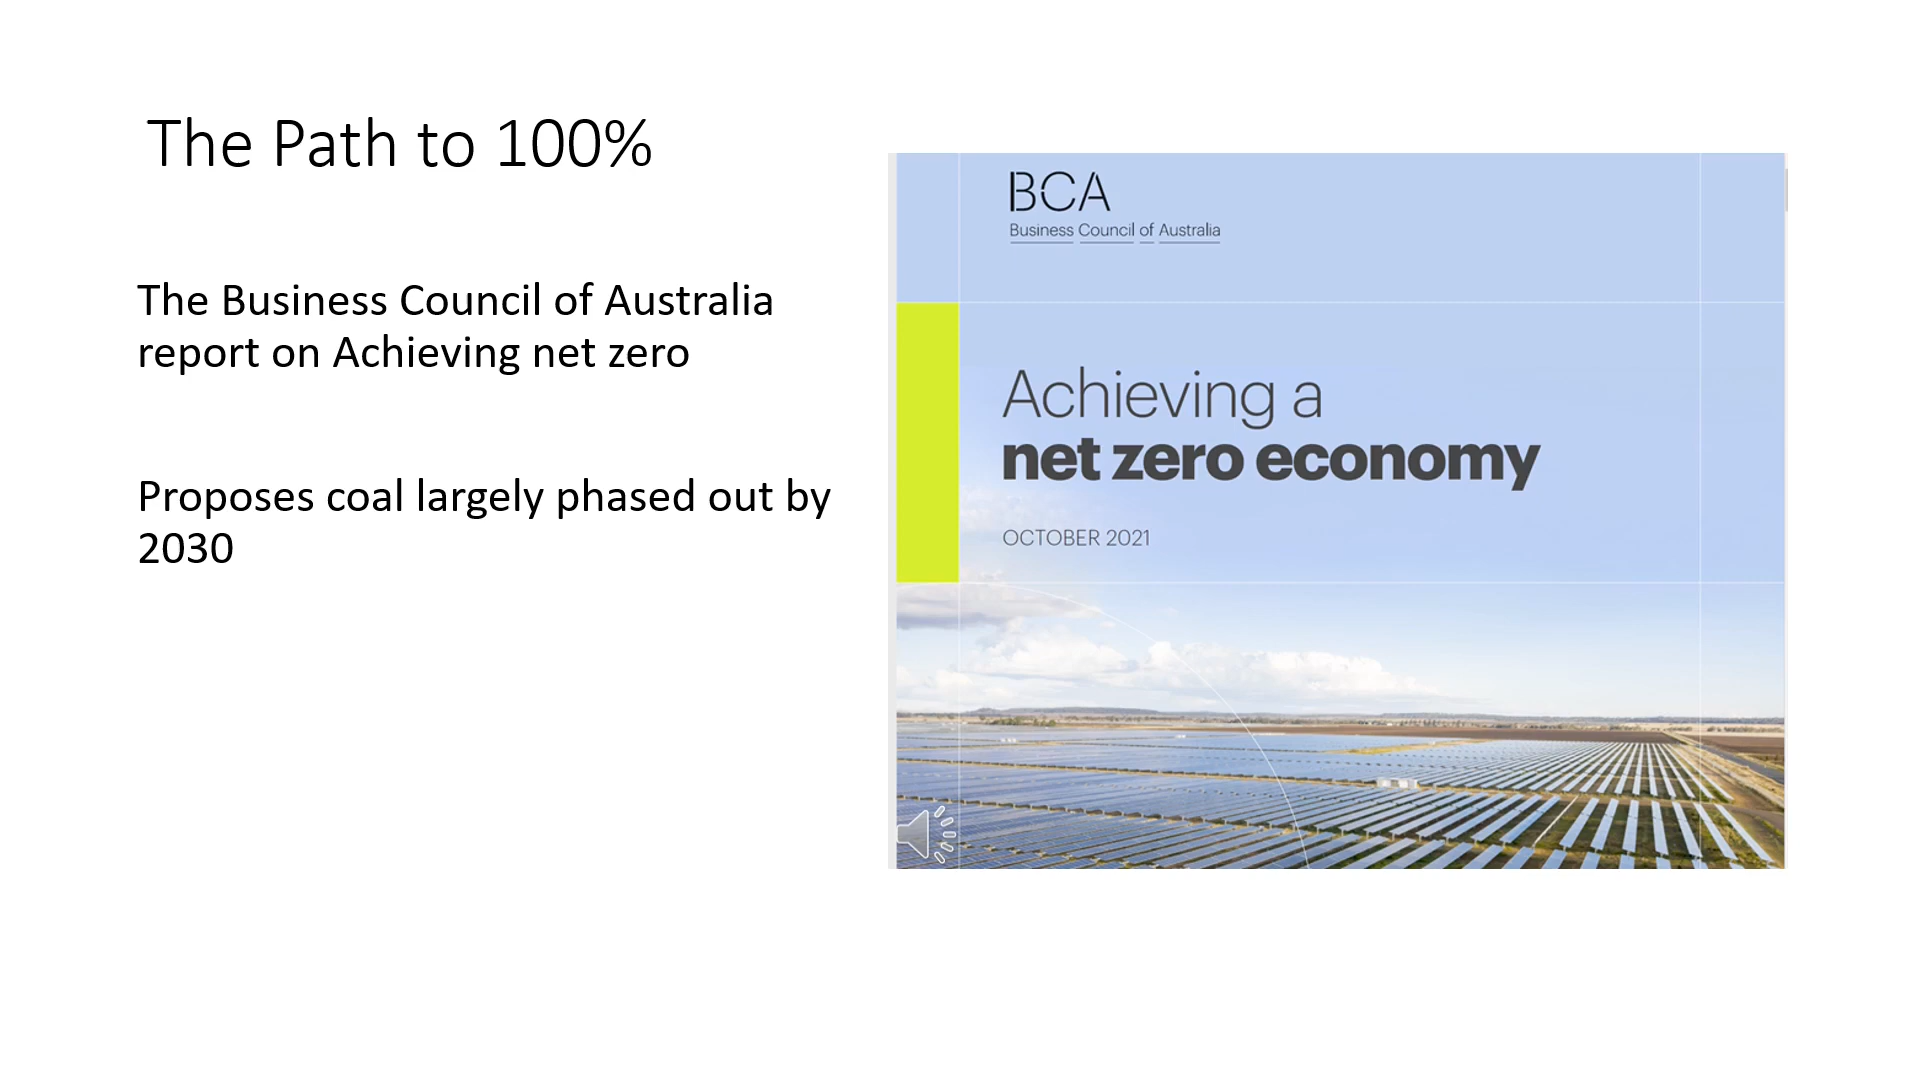 The Path to 100%
The Business Council of Australia
report on Achieving net zero
Proposes coal largely phased out by
2030
BCA
Business Council of Australia
Achieving a
net zero economy
OCTOBER 2021